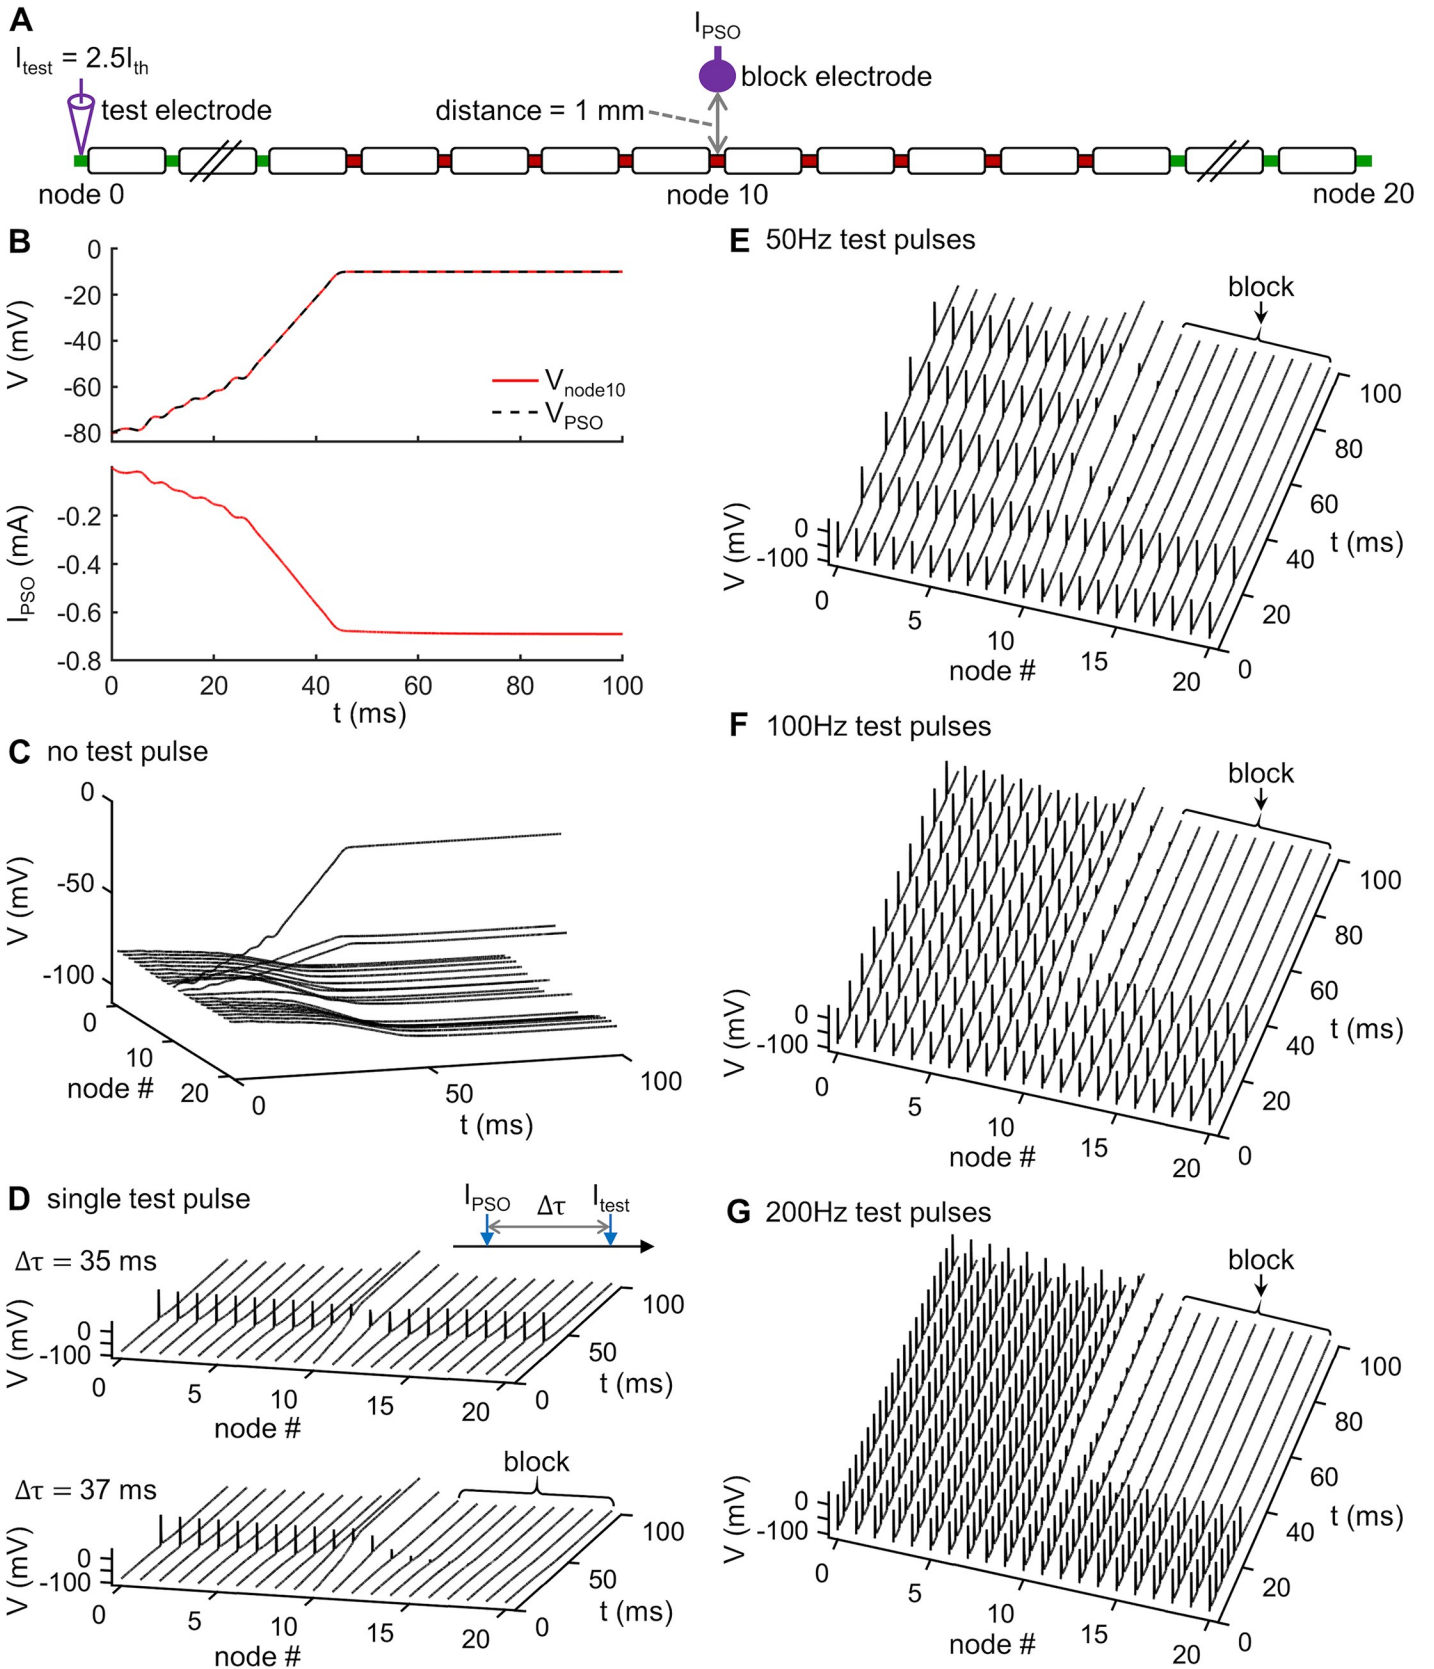 A
I_PSO
I_test = 2.5I_th
block electrode
test electrode
distance = 1 mm
node 0
node 10
node 20
B
0
-20
-40
-60
-80
V (mV)
V_node10
V_PSO
-0.2
-0.4
-0.6
-0.8
I_PSO (mA)
0 20 40 60 80 100
t (ms)
C no test pulse
0
-50
-100
V (mV)
0
10
20
node #
0
50
100
t (ms)
D single test pulse
I_PSO Δτ I_test
Δτ = 35 ms
0
-100
V (mV)
0 5 10 15 20
node #
0
50
100
t (ms)
Δτ = 37 ms
block
0
-100
V (mV)
0 5 10 15 20
node #
0
50
100
t (ms)
E 50Hz test pulses
block
0
-100
V (mV)
0 5 10 15 20
node #
0
20
40
60
80
100
t (ms)
F 100Hz test pulses
block
0
-100
V (mV)
0 5 10 15 20
node #
0
20
40
60
80
100
t (ms)
G 200Hz test pulses
block
0
-100
V (mV)
0 5 10 15 20
node #
0
20
40
60
80
100
t (ms)